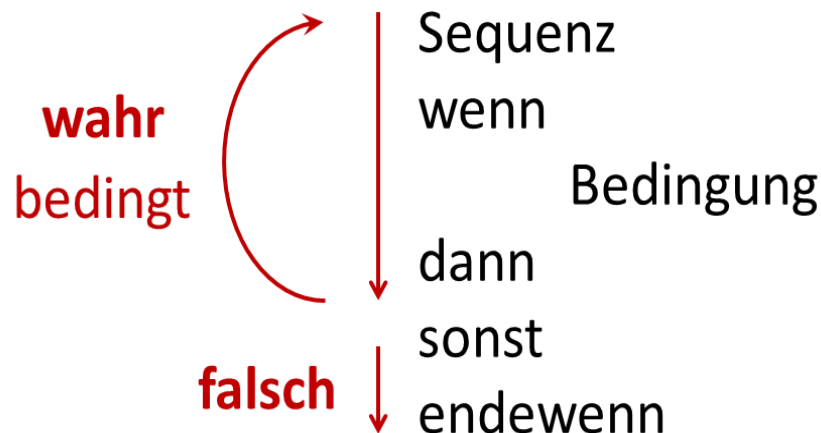 Sequenz
wahr
wenn
bedingt
Bedingung
dann
sonst
falsch
endewenn